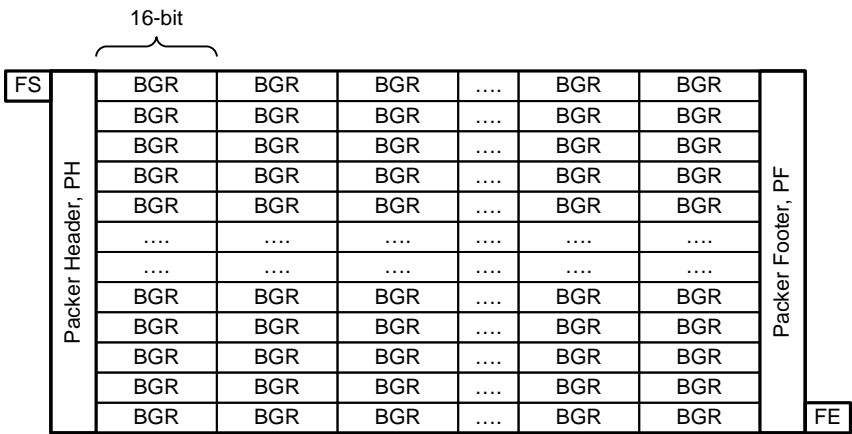 16-bit
FS BGR BGR BGR .... BGR BGR
BGR BGR BGR .... BGR BGR
BGR BGR BGR .... BGR BGR
BGR BGR BGR .... BGR BGR
BGR BGR BGR .... BGR BGR
.... .... .... .... .... ....
.... .... .... .... .... ....
BGR BGR BGR .... BGR BGR
BGR BGR BGR .... BGR BGR
BGR BGR BGR .... BGR BGR
BGR BGR BGR .... BGR BGR
BGR BGR BGR .... BGR BGR FE
Packer Header, PH
Packer Footer, PF